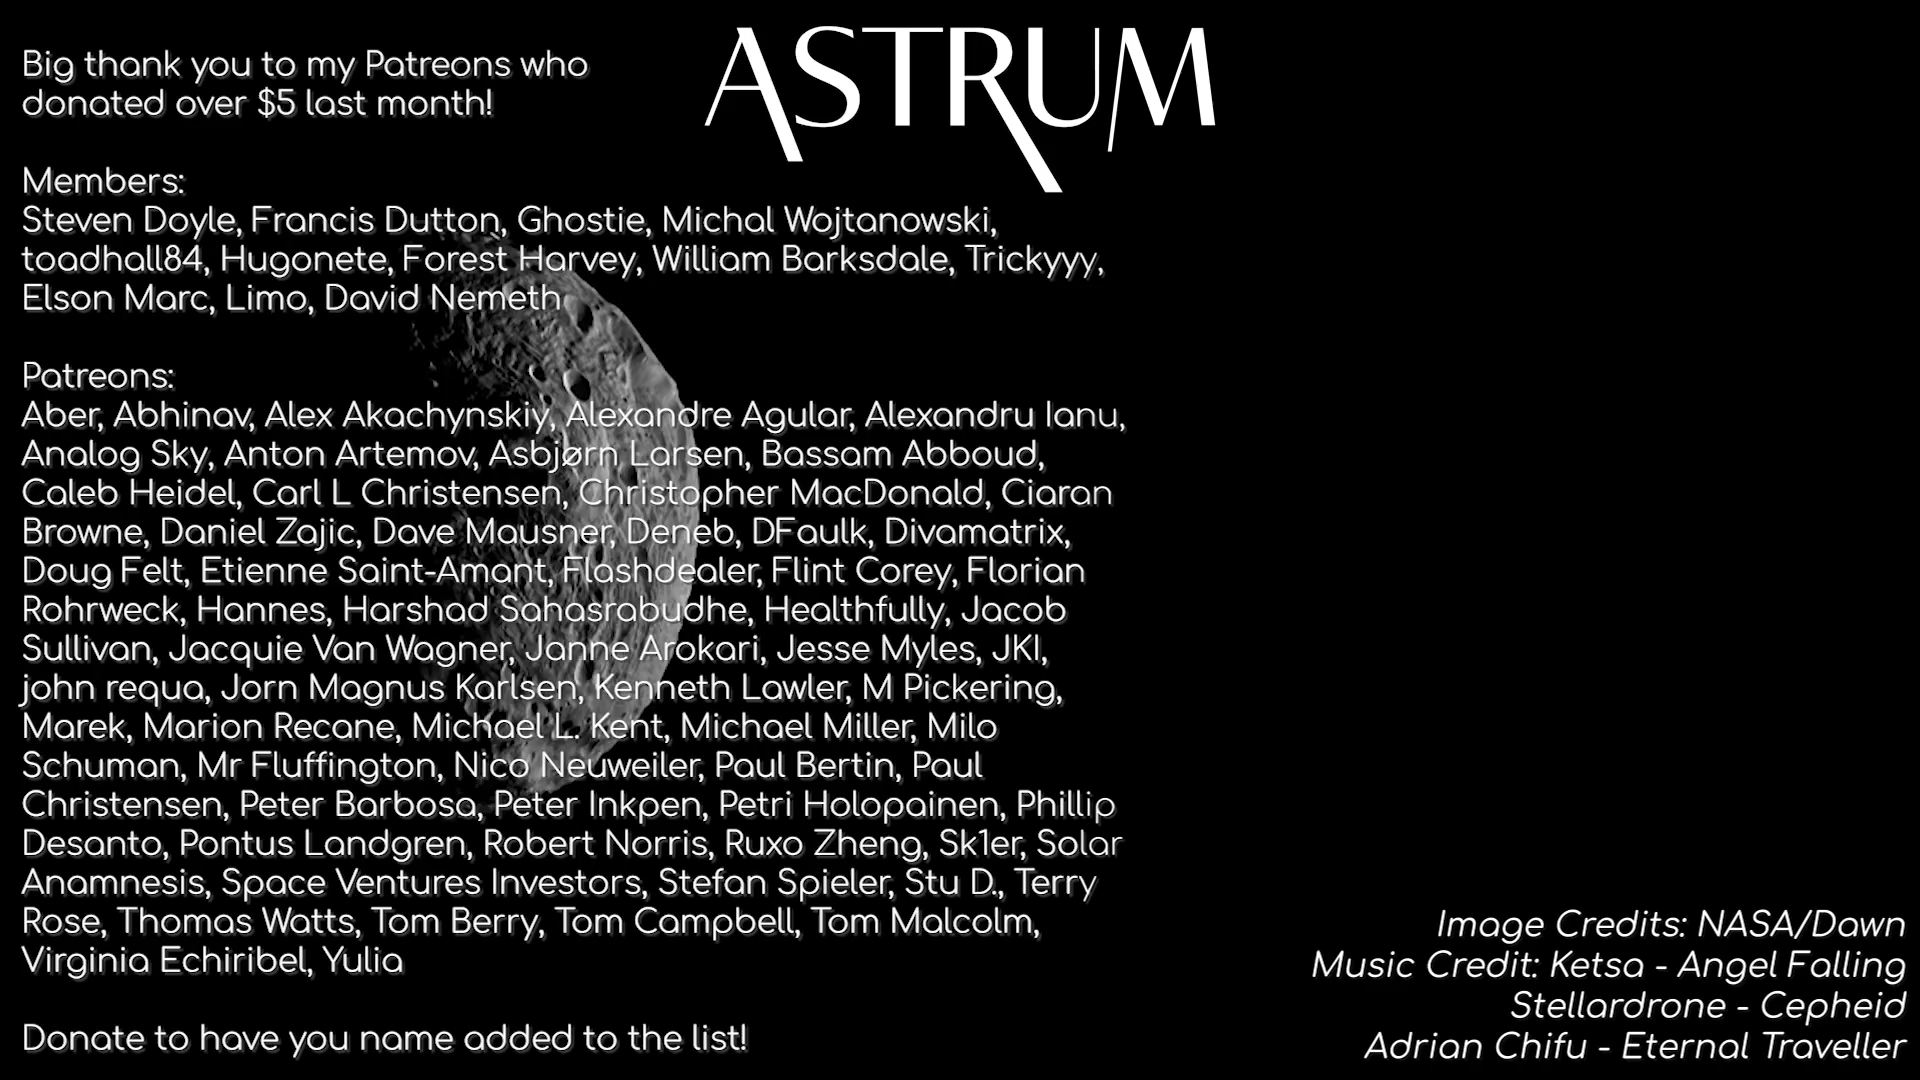 ASTRUM
Big thank you to my Patreons who
donated over $5 last month!
Members:
Steven Doyle, Francis Dutton, Ghostie, Michal Wojtanowski,
toadhall84, Hugonete, Forest Harvey, William Barksdale, Trickyyy,
Elson Marc, Limo, David Nemeth
Patreons:
Aber, Abhinav, Alex Akachynskiy, Alexandre Agular, Alexandru Ianu,
Analog Sky, Anton Artemov, Asbjørn Larsen, Bassam Abboud,
Caleb Heidel, Carl L Christensen, Christopher MacDonald, Ciaran
Browne, Daniel Zajic, Dave Mausner, Deneb, DFaulk, Divamatrix,
Doug Felt, Etienne Saint-Amant, Flashdealer, Flint Corey, Florian
Rohrweck, Hannes, Harshad Sahasrabudhe, Healthfully, Jacob
Sullivan, Jacquie Van Wagner, Janne Arokari, Jesse Myles, JKI,
john requa, Jorn Magnus Karlsen, Kenneth Lawler, M Pickering,
Marek, Marion Recane, Michael L. Kent, Michael Miller, Milo
Schuman, Mr Fluffington, Nico Neuweiler, Paul Bertin, Paul
Christensen, Peter Barbosa, Peter Inkpen, Petri Holopainen, Phillip
Desanto, Pontus Landgren, Robert Norris, Ruxo Zheng, Sk1er, Solar
Anamnesis, Space Ventures Investors, Stefan Spieler, Stu D., Terry
Rose, Thomas Watts, Tom Berry, Tom Campbell, Tom Malcolm,
Virginia Echiribel, Yulia
Donate to have you name added to the list!
Image Credits: NASA/Dawn
Music Credit: Ketsa - Angel Falling
Stellardrone - Cepheid
Adrian Chifu - Eternal Traveller